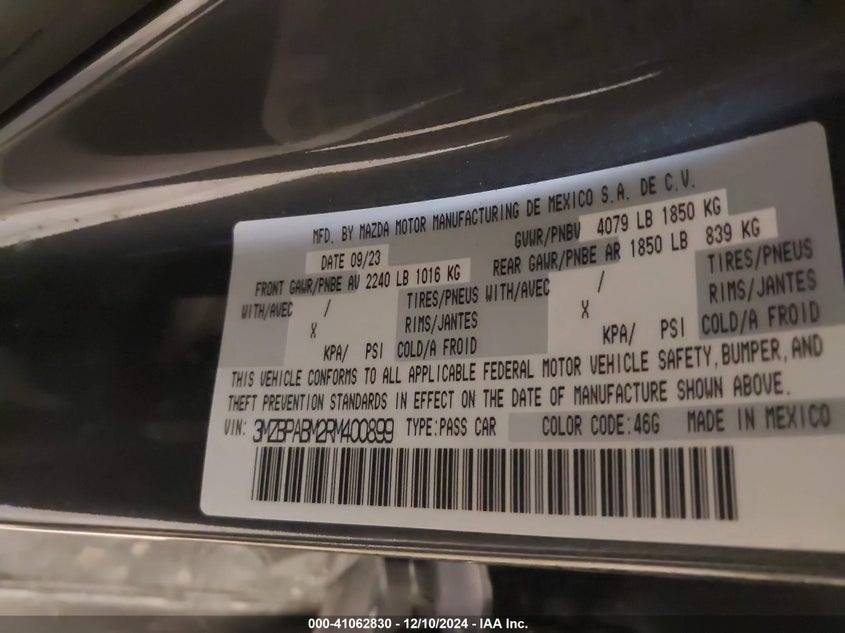 MFD. BY MAZDA MOTOR MANUFACTURING DE MEXICO S.A. DE C.V.
DATE 09/23 GVWR/PNBV 4079 LB 1850 KG
FRONT GAWR/PNBE AV 2240 LB 1016 KG REAR GAWR/PNBE AR 1850 LB 839 KG
WITH/AVEC / TIRES/PNEUS WITH/AVEC / TIRES/PNEUS
X RIMS/JANTES X RIMS/JANTES
KPA/ PSI COLD/A FROID KPA/ PSI COLD/A FROID
THIS VEHICLE CONFORMS TO ALL APPLICABLE FEDERAL MOTOR VEHICLE SAFETY, BUMPER, AND
THEFT PREVENTION STANDARDS IN EFFECT ON THE DATE OF MANUFACTURE SHOWN ABOVE.
VIN: 3MZBPABM2RM400899 TYPE:PASS CAR COLOR CODE:46G MADE IN MEXICO
000-41062830 - 12/10/2024 - IAA Inc.